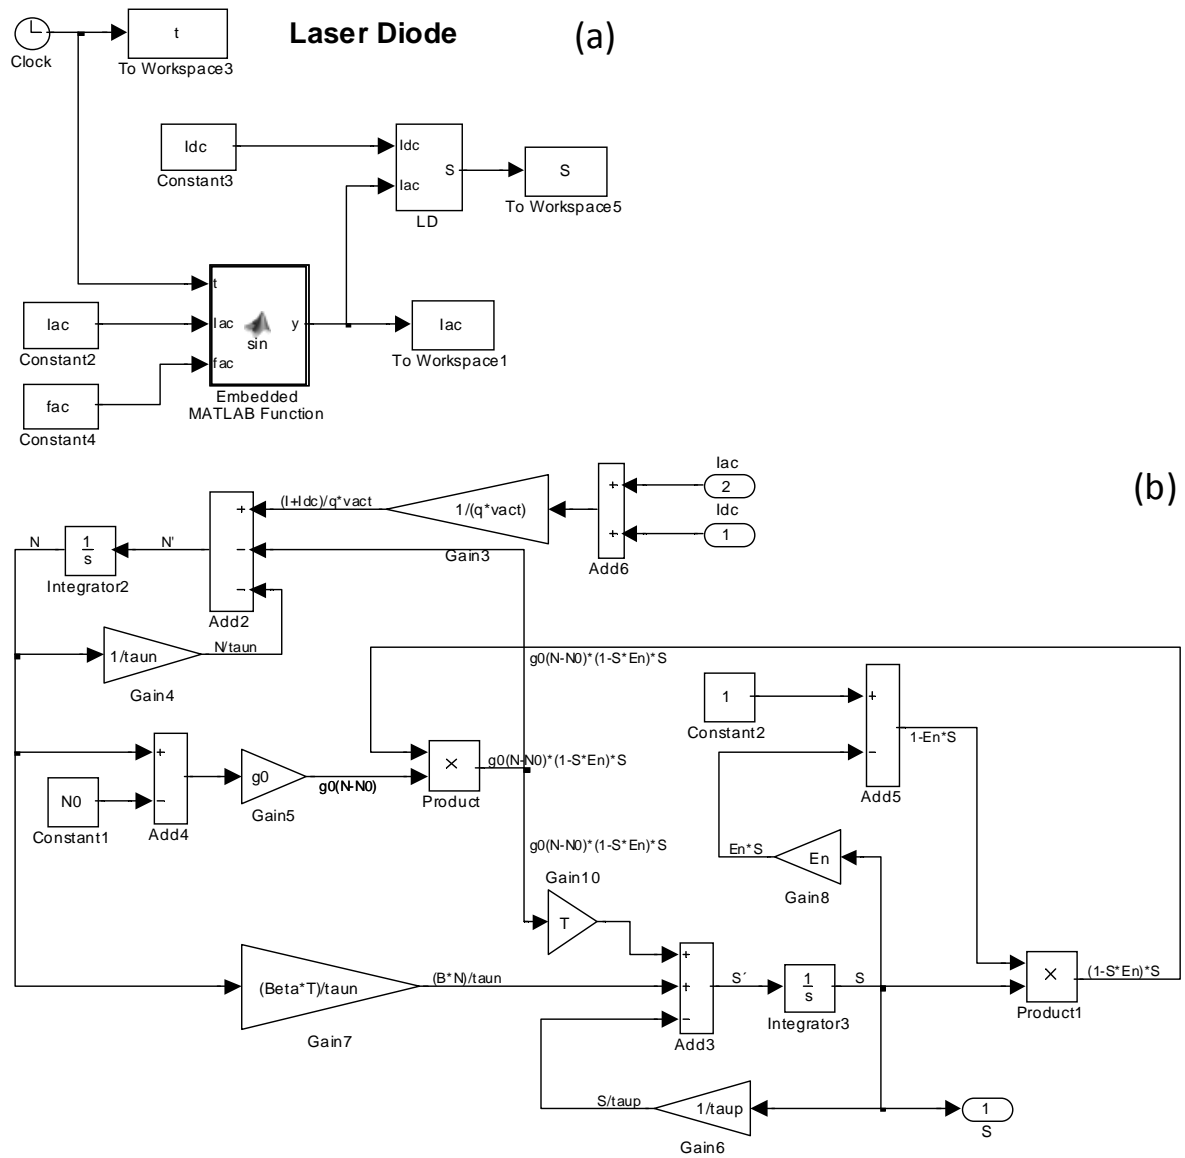 Laser Diode
(a)
t
Clock
To Workspace3
Idc
Constant3
Idc
Iac
S
LD
S
To Workspace5
t
Iac
fac
sin
y
Embedded
MATLAB Function
Iac
Constant2
fac
Constant4
Iac
To Workspace1
(b)
Iac
2
Idc
1
+
+
Add6
1/(q*vact)
Gain3
(I+Idc)/q*vact
+
−
−
Add2
N'
1
s
Integrator2
N
1/taun
Gain4
N/taun
g0(N-N0)*(1-S*En)*S
1
Constant2
+
−
Add5
1-En*S
+
−
Add4
N0
Constant1
g0
Gain5
g0(N-N0)
×
Product
g0(N-N0)*(1-S*En)*S
g0(N-N0)*(1-S*En)*S
En*S
En
Gain8
Gain10
T
(Beta*T)/taun
Gain7
(B*N)/taun
+
+
−
Add3
S´
1
s
Integrator3
S
×
Product1
(1-S*En)*S
S/taup
1/taup
Gain6
1
S